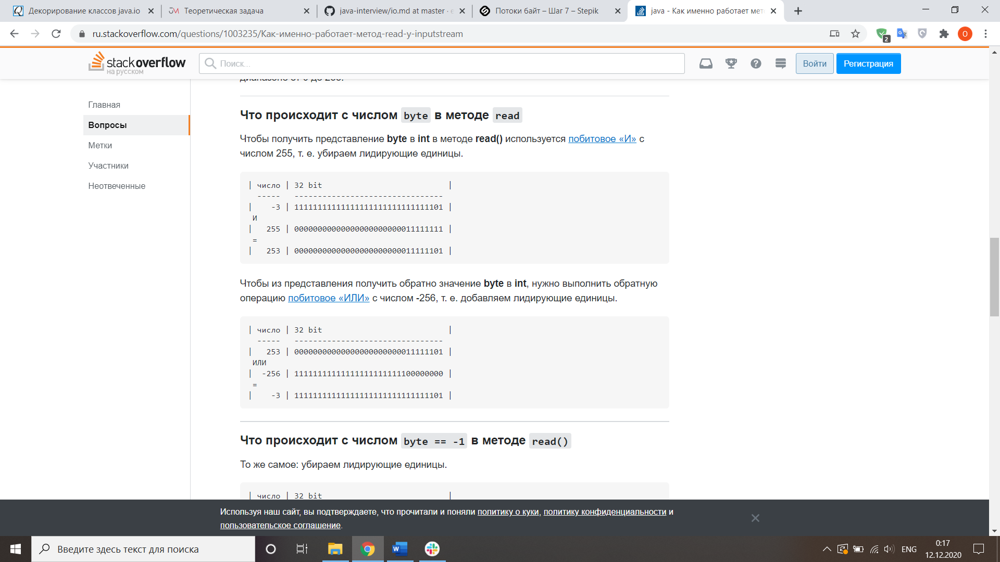 Декорирование классов java.io
Теоретическая задача
java-interview/io.md at master ·
Потоки байт – Шаг 7 – Stepik
java - Как именно работает мет
ru.stackoverflow.com/questions/1003235/Как-именно-работает-метод-read-у-inputstream
2
O
stackoverflow
на русском
Поиск...
Войти
Регистрация
диапазоне от 0 до 255.
Главная
Вопросы
Метки
Участники
Неотвеченные
Что происходит с числом byte в методе read
Чтобы получить представление byte в int в методе read() используется побитовое «И» с
числом 255, т. е. убираем лидирующие единицы.
| число | 32 bit                           |
  -----   --------------------------------
|    -3 | 11111111111111111111111111111101 |
 И
|   255 | 00000000000000000000000011111111 |
 =
|   253 | 00000000000000000000000011111101 |
Чтобы из представления получить обратно значение byte в int, нужно выполнить обратную
операцию побитовое «ИЛИ» с числом -256, т. е. добавляем лидирующие единицы.
| число | 32 bit                           |
  -----   --------------------------------
|   253 | 00000000000000000000000011111101 |
 ИЛИ
|  -256 | 11111111111111111111111100000000 |
 =
|    -3 | 11111111111111111111111111111101 |
Что происходит с числом byte == -1 в методе read()
То же самое: убираем лидирующие единицы.
| число | 32 bit                           |
Используя наш сайт, вы подтверждаете, что прочитали и поняли политику о куки, политику конфиденциальности и
пользовательское соглашение.
Введите здесь текст для поиска
ENG
0:17
12.12.2020